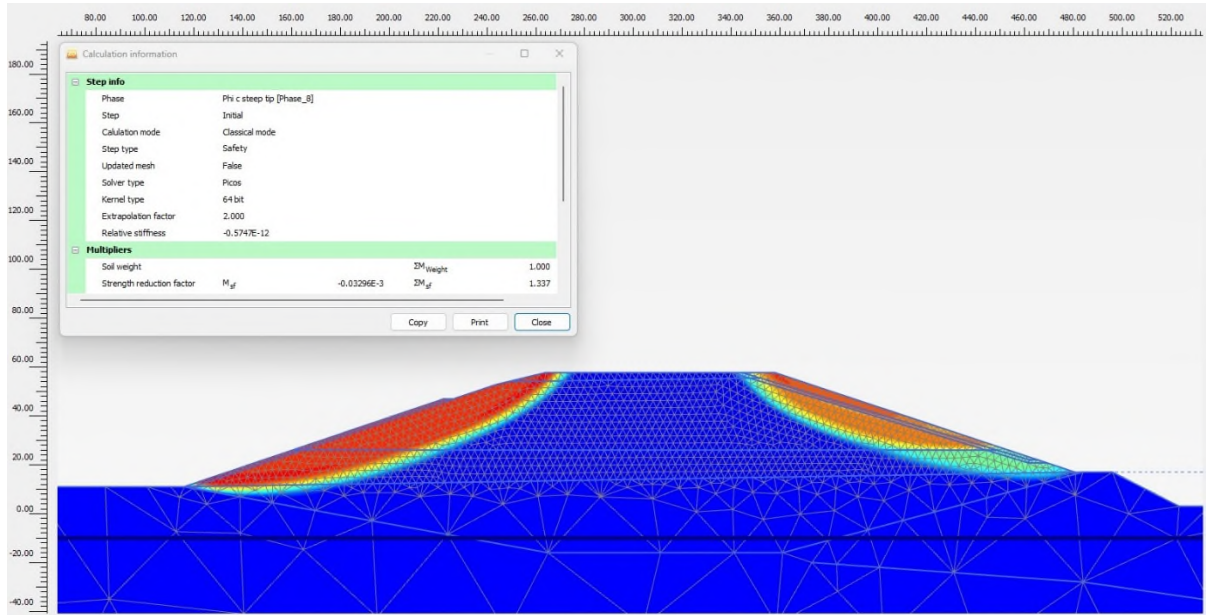 80.00 100.00 120.00 140.00 160.00 180.00 200.00 220.00 240.00 260.00 280.00 300.00 320.00 340.00 360.00 380.00 400.00 420.00 440.00 460.00 480.00 500.00 520.00
Calculation information
Step info
Phase Phi c steep tip [Phase_8]
Step Initial
Calulation mode Classical mode
Step type Safety
Updated mesh False
Solver type Picos
Kernel type 64 bit
Extrapolation factor 2.000
Relative stiffness -0.5747E-12
Multipliers
Soil weight ΣM Weight 1.000
Strength reduction factor M sf -0.03296E-3 ΣM sf 1.337
Copy Print Close
180.00
160.00
140.00
120.00
100.00
80.00
60.00
40.00
20.00
0.00
-20.00
-40.00